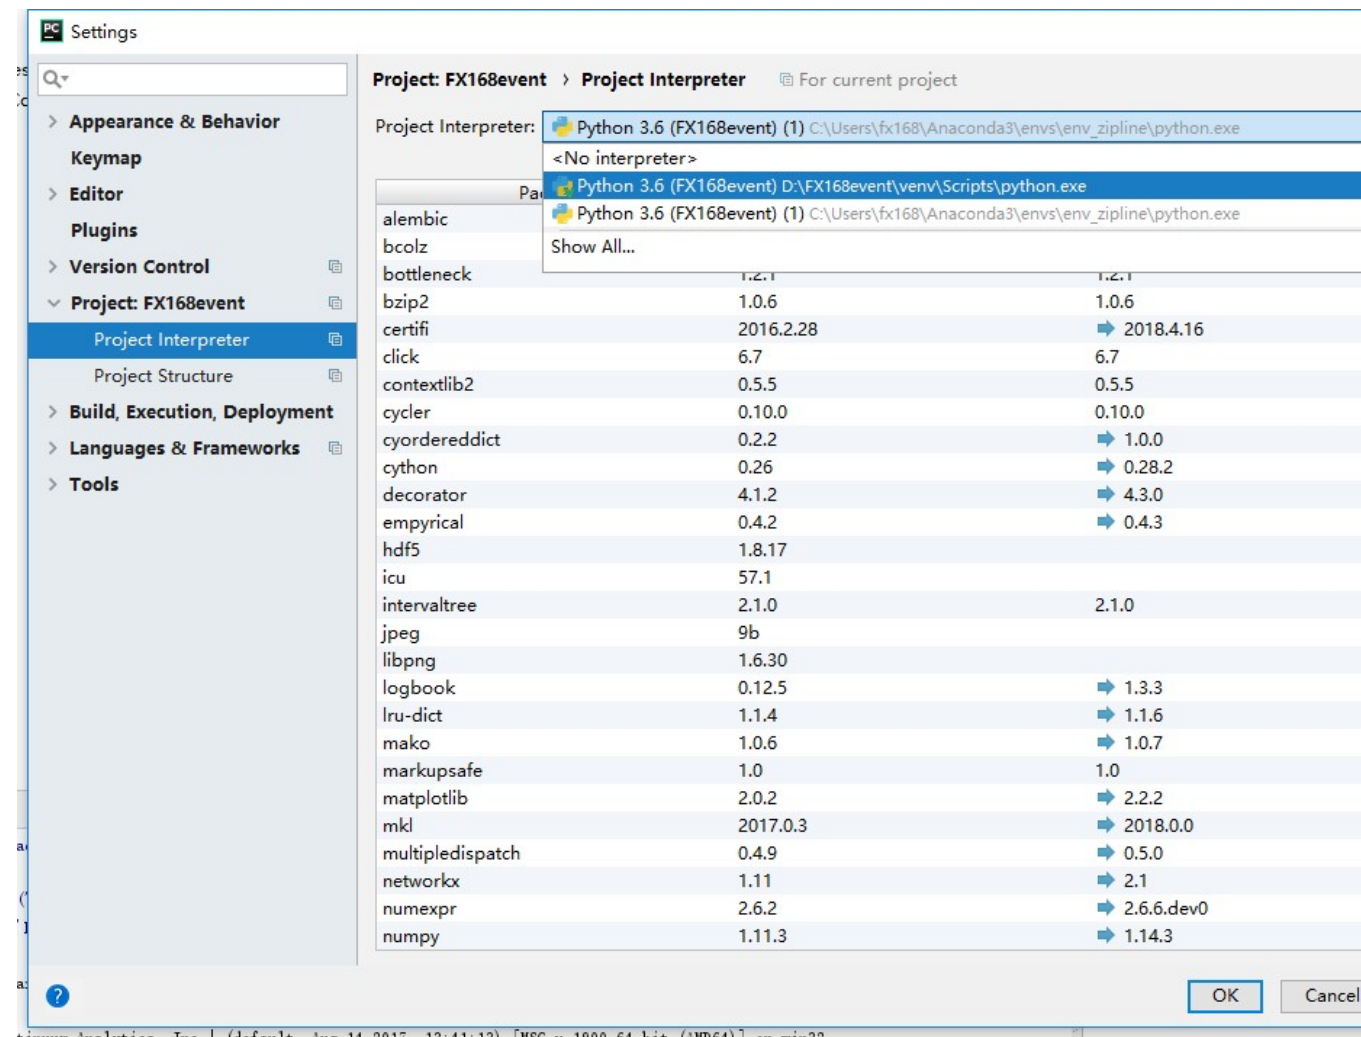 PC Settings
Project: FX168event > Project Interpreter For current project
Appearance & Behavior
Keymap
Editor
Plugins
Version Control
Project: FX168event
Project Interpreter
Project Structure
Build, Execution, Deployment
Languages & Frameworks
Tools
Project Interpreter: Python 3.6 (FX168event) (1) C:\Users\fx168\Anaconda3\envs\env_zipline\python.exe
<No interpreter>
Python 3.6 (FX168event) D:\FX168event\venv\Scripts\python.exe
Python 3.6 (FX168event) (1) C:\Users\fx168\Anaconda3\envs\env_zipline\python.exe
Show All...
Pac
alembic
bcolz
bottleneck 1.2.1 1.2.1
bzip2 1.0.6 1.0.6
certifi 2016.2.28 2018.4.16
click 6.7 6.7
contextlib2 0.5.5 0.5.5
cycler 0.10.0 0.10.0
cyordereddict 0.2.2 1.0.0
cython 0.26 0.28.2
decorator 4.1.2 4.3.0
empyrical 0.4.2 0.4.3
hdf5 1.8.17
icu 57.1
intervaltree 2.1.0 2.1.0
jpeg 9b
libpng 1.6.30
logbook 0.12.5 1.3.3
lru-dict 1.1.4 1.1.6
mako 1.0.6 1.0.7
markupsafe 1.0 1.0
matplotlib 2.0.2 2.2.2
mkl 2017.0.3 2018.0.0
multipledispatch 0.4.9 0.5.0
networkx 1.11 2.1
numexpr 2.6.2 2.6.6.dev0
numpy 1.11.3 1.14.3
? OK Cancel